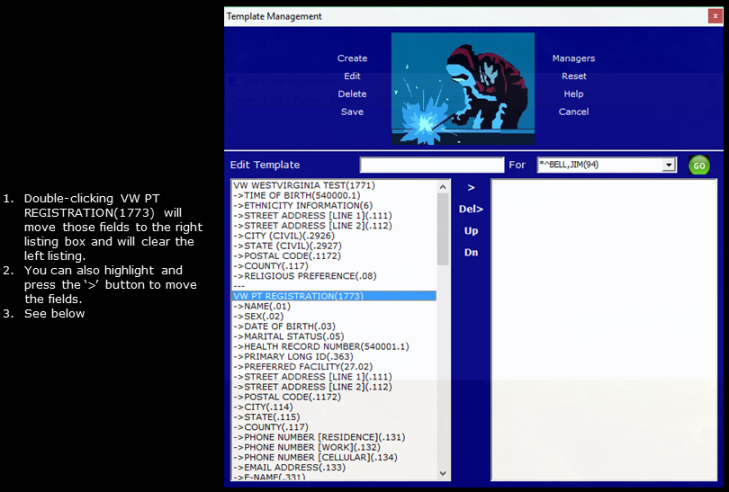 Template Management
x
Create
Edit
Delete
Save
Managers
Reset
Help
Cancel
Edit Template
For
*^BELL,JIM(94)
GO
1. Double-clicking VW PT
REGISTRATION(1773) will
move those fields to the right
listing box and will clear the
left listing.
2. You can also highlight and
press the '>' button to move
the fields.
3. See below
VW WESTVIRGINIA TEST(1771)
->TIME OF BIRTH(540000.1)
->ETHNICITY INFORMATION(6)
->STREET ADDRESS [LINE 1](.111)
->STREET ADDRESS [LINE 2](.112)
->CITY (CIVIL)(.2926)
->STATE (CIVIL)(.2927)
->POSTAL CODE(.1172)
->COUNTY(.117)
->RELIGIOUS PREFERENCE(.08)
---
VW PT REGISTRATION(1773)
->NAME(.01)
->SEX(.02)
->DATE OF BIRTH(.03)
->MARITAL STATUS(.05)
->HEALTH RECORD NUMBER(540001.1)
->PRIMARY LONG ID(.363)
->PREFERRED FACILITY(27.02)
->STREET ADDRESS [LINE 1](.111)
->STREET ADDRESS [LINE 2](.112)
->POSTAL CODE(.1172)
->CITY(.114)
->STATE(.115)
->COUNTY(.117)
->PHONE NUMBER [RESIDENCE](.131)
->PHONE NUMBER [WORK](.132)
->PHONE NUMBER [CELLULAR](.134)
->EMAIL ADDRESS(.133)
->E-NAME(.331)
>
Del>
Up
Dn